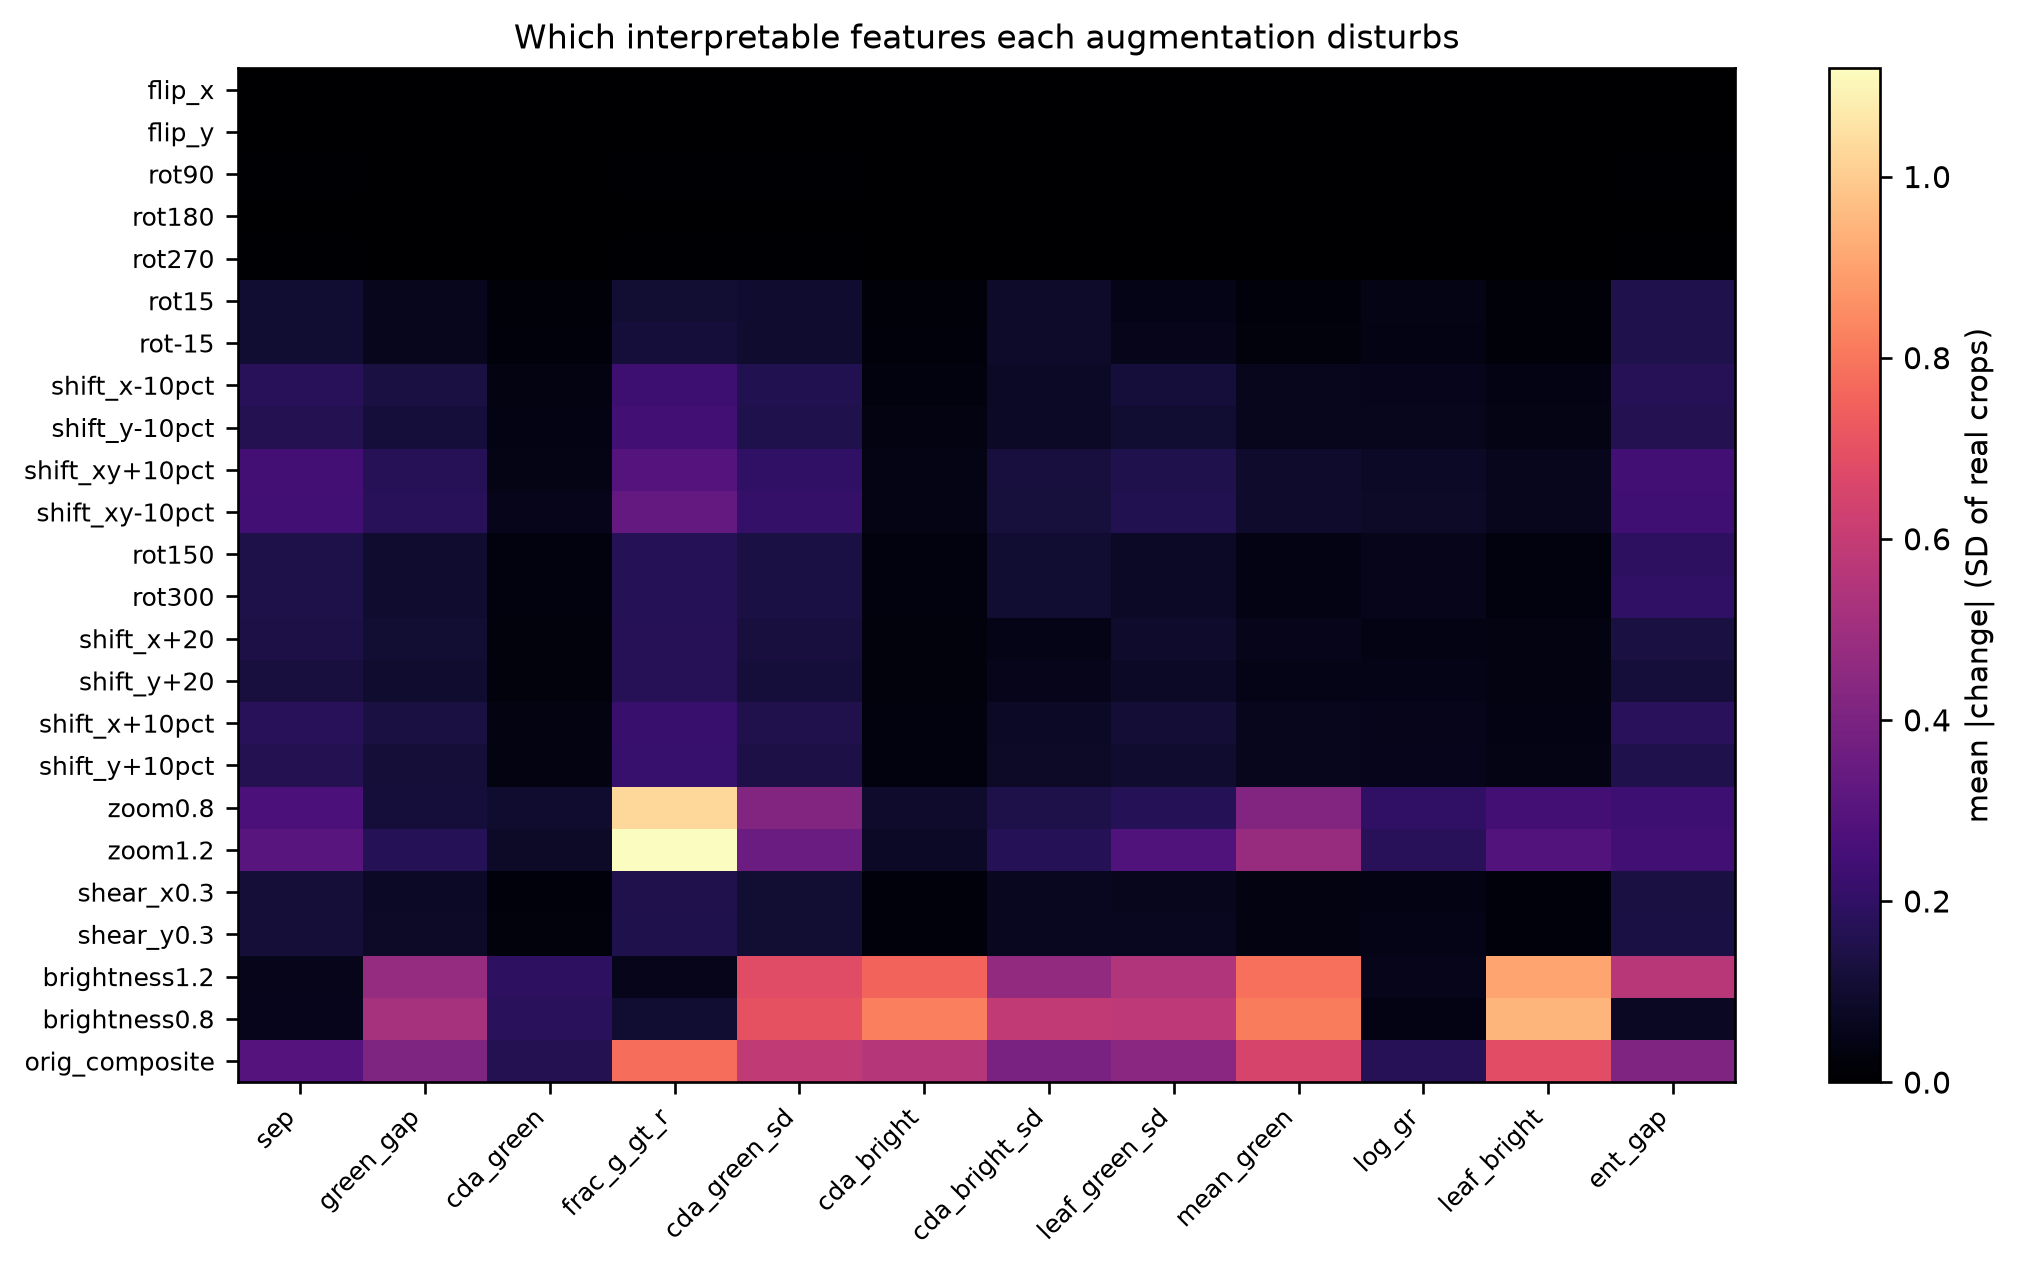 Which interpretable features each augmentation disturbs
flip_x
flip_y
rot90
rot180
rot270
rot15
rot-15
shift_x-10pct
shift_y-10pct
shift_xy+10pct
shift_xy-10pct
rot150
rot300
shift_x+20
shift_y+20
shift_x+10pct
shift_y+10pct
zoom0.8
zoom1.2
shear_x0.3
shear_y0.3
brightness1.2
brightness0.8
orig_composite
sep
green_gap
cda_green
frac_g_gt_r
cda_green_sd
cda_bright
cda_bright_sd
leaf_green_sd
mean_green
log_gr
leaf_bright
ent_gap
1.0
0.8
0.6
0.4
0.2
0.0
mean |change| (SD of real crops)